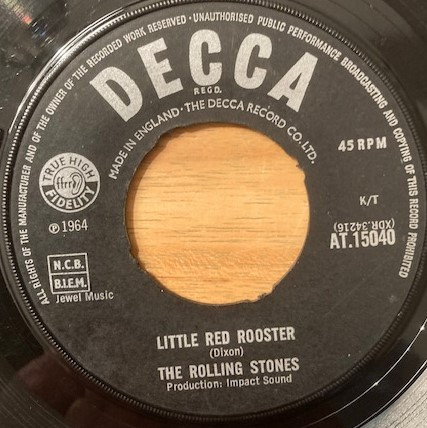 ALL RIGHTS OF THE MANUFACTURER AND OF THE OWNER OF THE RECORDED WORK RESERVED · UNAUTHORISED PUBLIC PERFORMANCE BROADCASTING AND COPYING OF THIS RECORD PROHIBITED
DECCA
REGD.
MADE IN ENGLAND · THE DECCA RECORD CO. LTD.
TRUE HIGH
ffrr
FIDELITY
45 RPM
K/T
℗ 1964
(XDR.34216)
AT.15040
N.C.B.
B.I.E.M.
Jewel Music
LITTLE RED ROOSTER
(Dixon)
THE ROLLING STONES
Production: Impact Sound